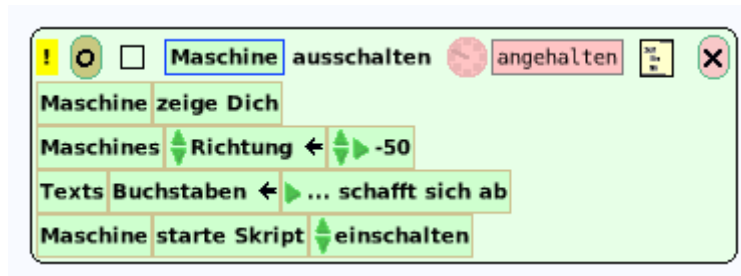 ! O Maschine ausschalten angehalten
Maschine zeige Dich
Maschines Richtung ← -50
Texts Buchstaben ← ... schafft sich ab
Maschine starte Skript einschalten